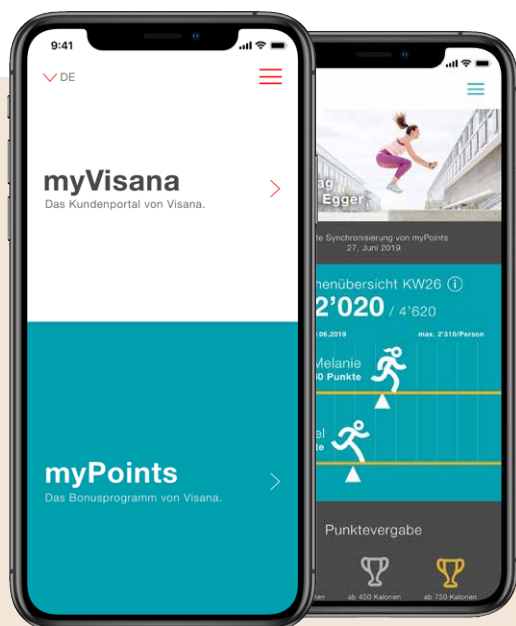 9:41
DE
myVisana
Das Kundenportal von Visana.
myPoints
Das Bonusprogramm von Visana.
Egger
Synchronisierung von myPoints
27. Juni 2019
KW26
2'020 / 4'620
.06.2019
max. 2'310/Person
Melanie
Punkte
Punktevergabe
ab 450 Kalorien
ab 750 Kalorien